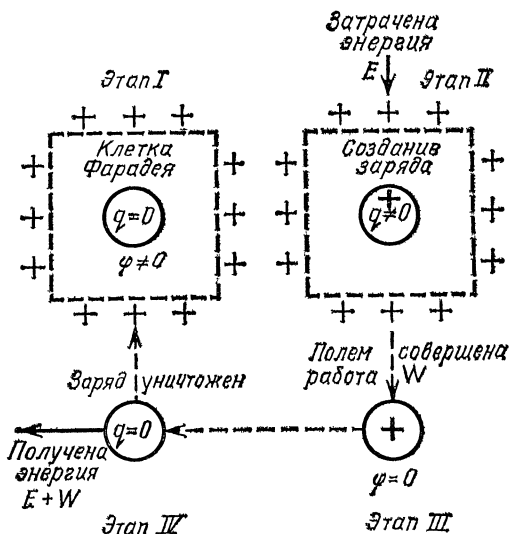 Этап I
Клетка
Фарадея
q=0
φ≠0
Затрачена
энергия
E
Этап II
Создание
заряда
q≠0
Полем совершена
работа W
φ=0
Этап III
Заряд уничтожен
q=0
Получена
энергия
E+W
Этап IV